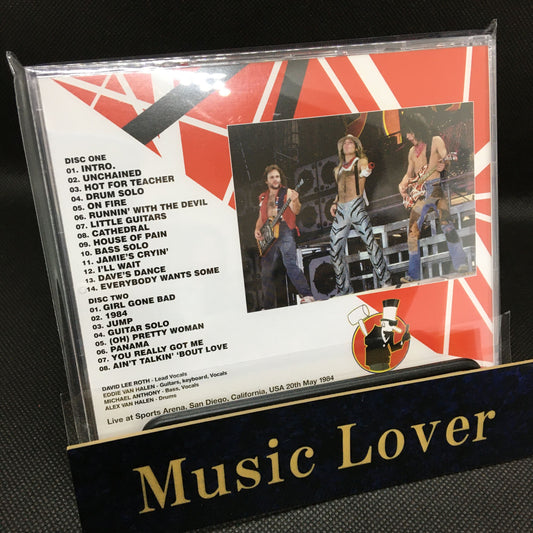 DISC ONE
01. INTRO.
02. UNCHAINED
03. HOT FOR TEACHER
04. DRUM SOLO
05. ON FIRE
06. RUNNIN' WITH THE DEVIL
07. LITTLE GUITARS
08. CATHEDRAL
09. HOUSE OF PAIN
10. BASS SOLO
11. JAMIE'S CRYIN'
12. I'LL WAIT
13. DAVE'S DANCE
14. EVERYBODY WANTS SOME
DISC TWO
01. GIRL GONE BAD
02. 1984
03. JUMP
04. GUITAR SOLO
05. (OH) PRETTY WOMAN
06. PANAMA
07. YOU REALLY GOT ME
08. AIN'T TALKIN' 'BOUT LOVE
DAVID LEE ROTH - Lead Vocals
EDDIE VAN HALEN - Guitars, keyboard, Vocals
MICHAEL ANTHONY - Bass, Vocals
ALEX VAN HALEN - Drums
Live at Sports Arena, San Diego, California, USA 20th May 1984
Music Lover